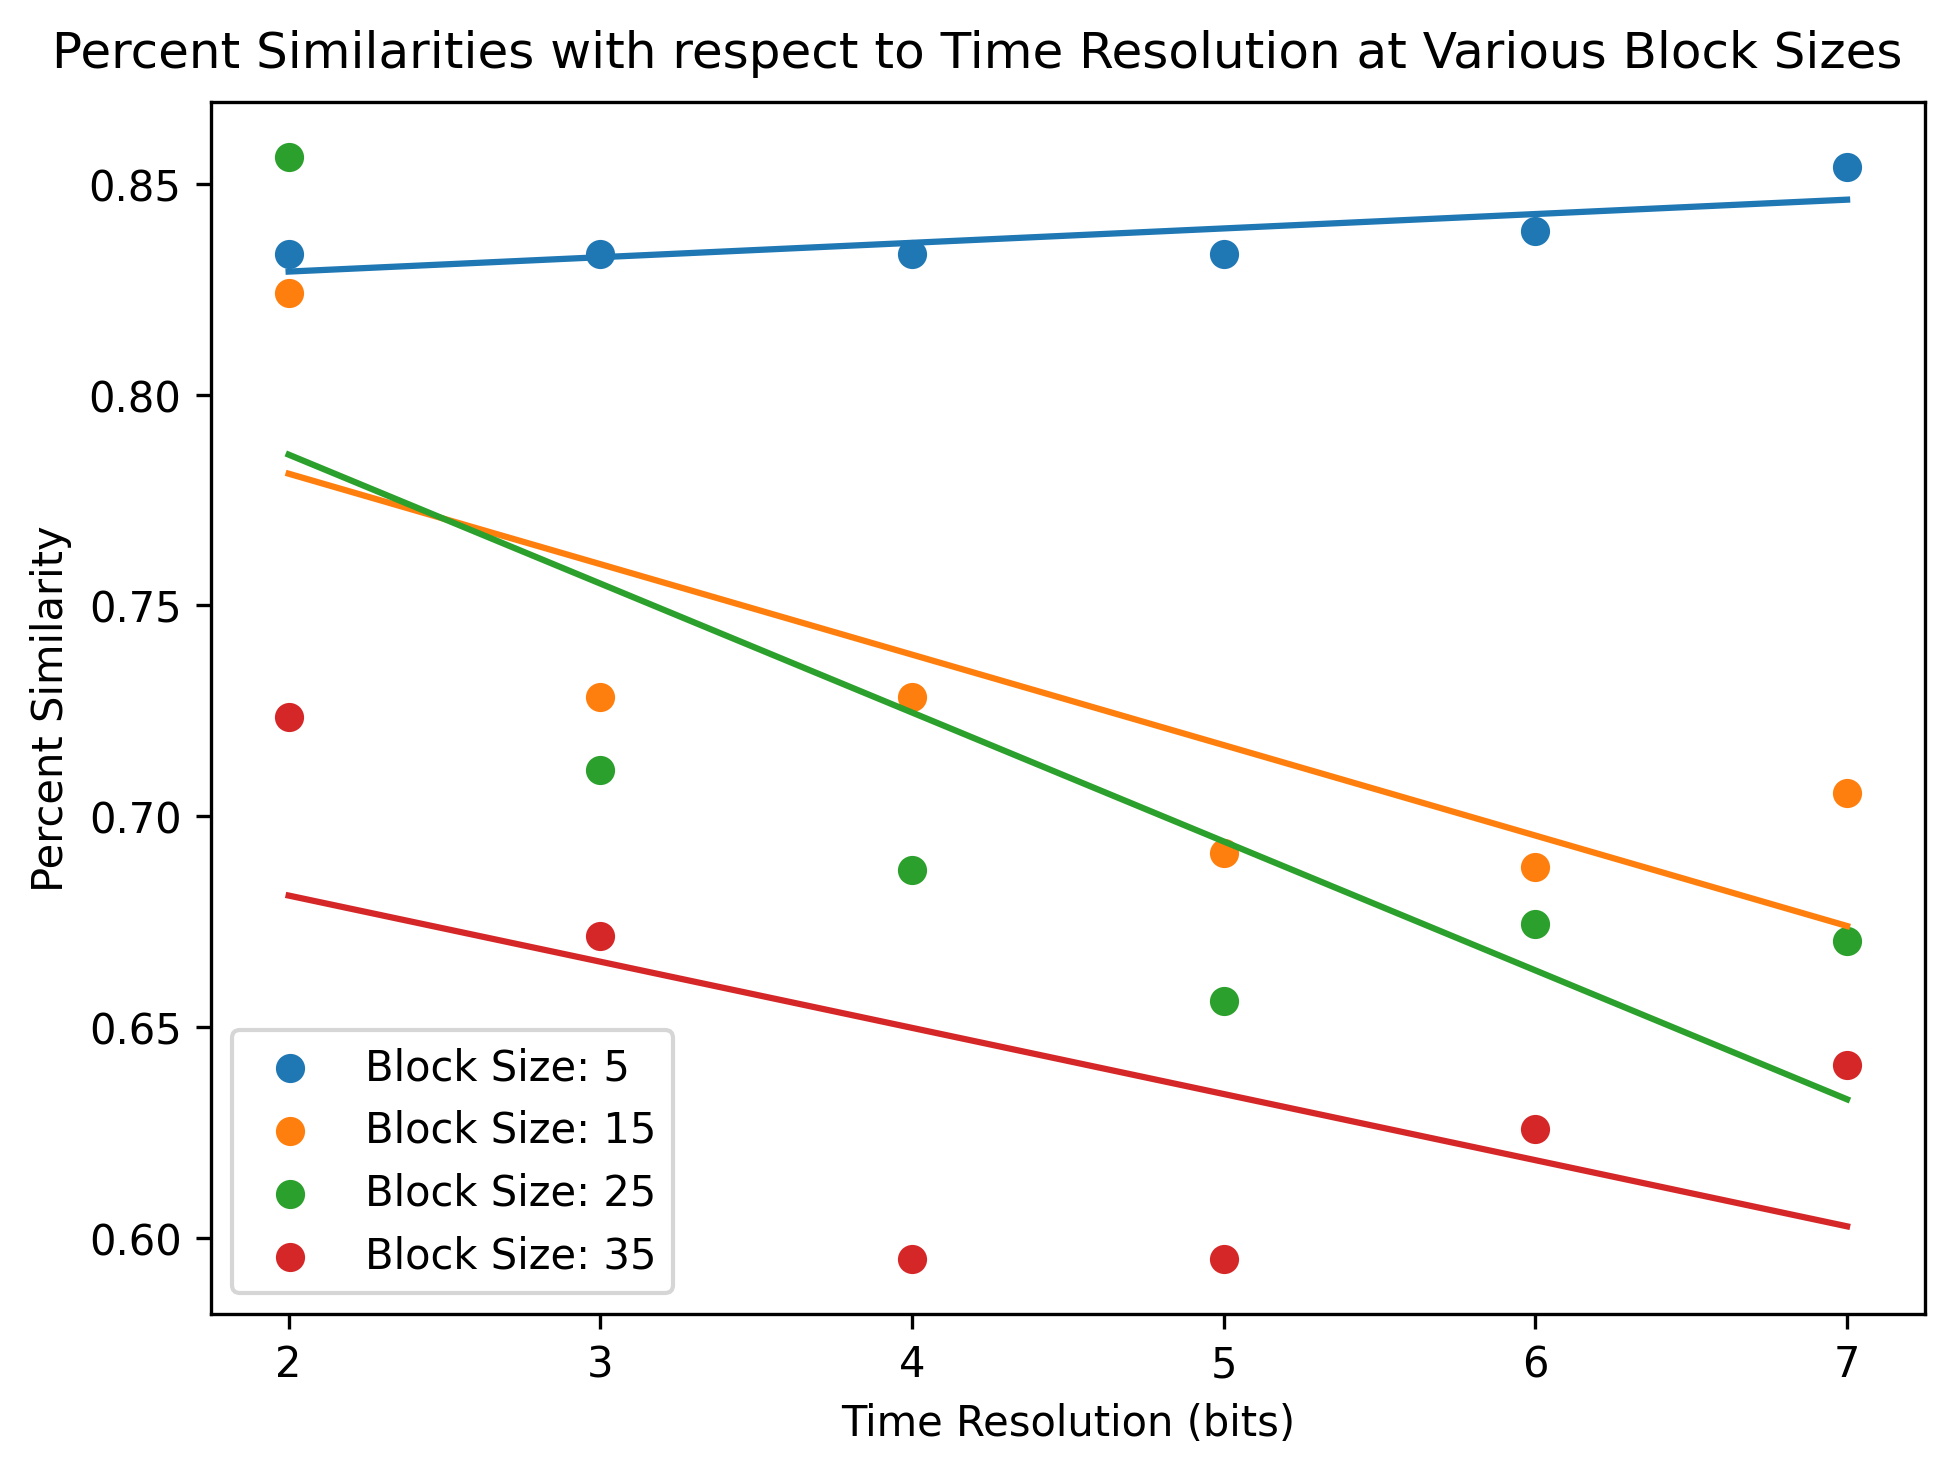 Percent Similarities with respect to Time Resolution at Various Block Sizes
Percent Similarity
0.85
0.80
0.75
0.70
0.65
0.60
Block Size: 5
Block Size: 15
Block Size: 25
Block Size: 35
2 3 4 5 6 7
Time Resolution (bits)